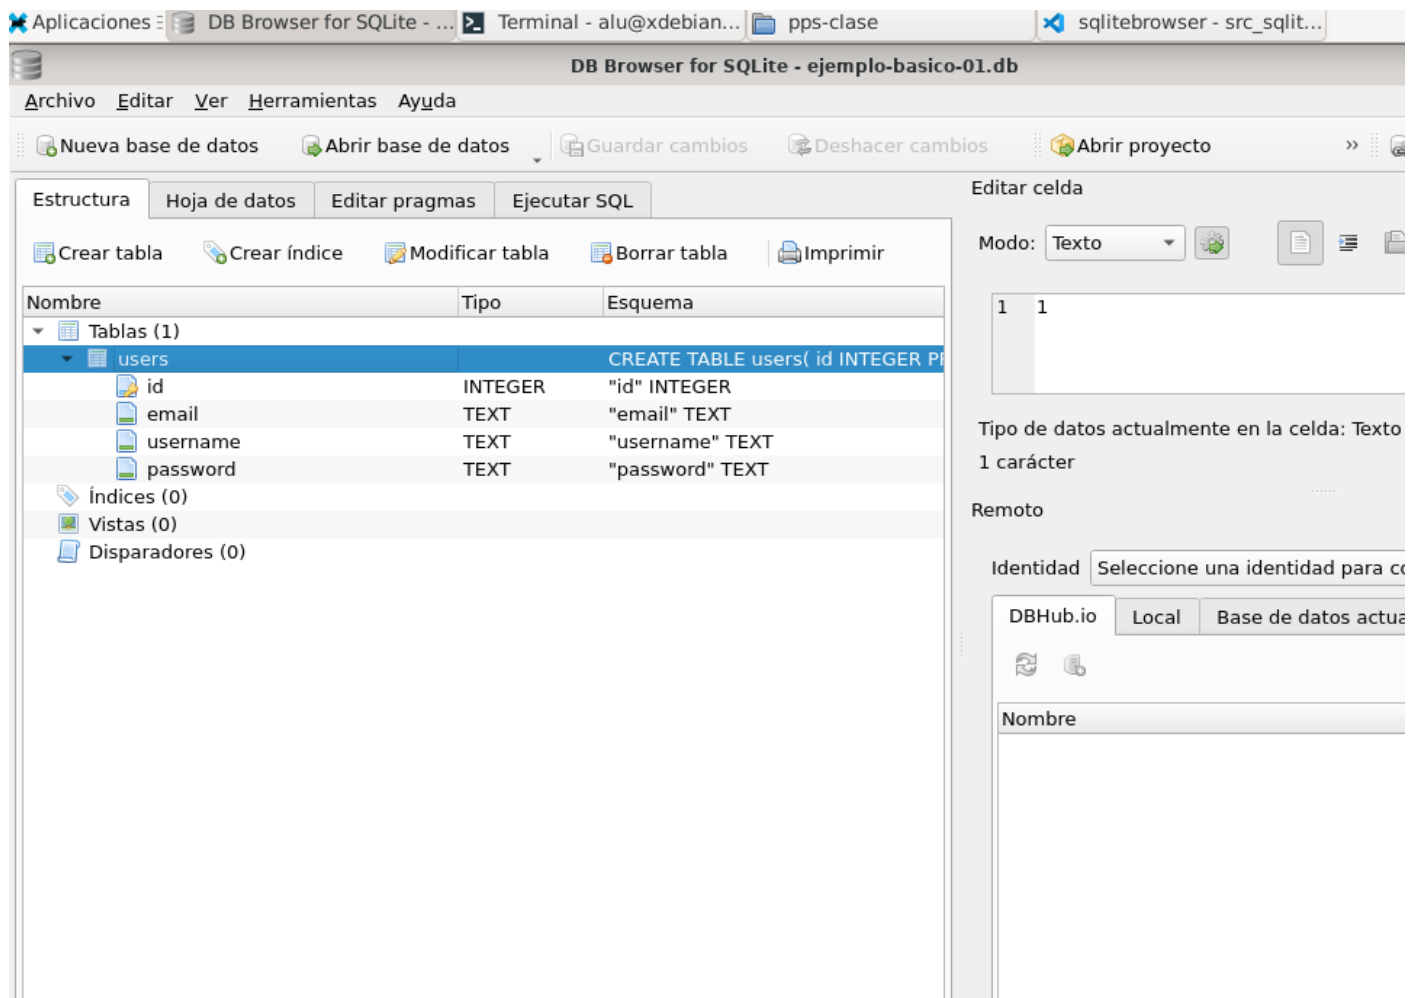 Aplicaciones DB Browser for SQLite - ... Terminal - alu@xdebian... pps-clase sqlitebrowser - src_sqlit...
DB Browser for SQLite - ejemplo-basico-01.db
Archivo Editar Ver Herramientas Ayuda
Nueva base de datos Abrir base de datos Guardar cambios Deshacer cambios Abrir proyecto »
Estructura Hoja de datos Editar pragmas Ejecutar SQL
Crear tabla Crear índice Modificar tabla Borrar tabla Imprimir
Nombre Tipo Esquema
Tablas (1)
users CREATE TABLE users( id INTEGER PR
id INTEGER "id" INTEGER
email TEXT "email" TEXT
username TEXT "username" TEXT
password TEXT "password" TEXT
Índices (0)
Vistas (0)
Disparadores (0)
Editar celda
Modo: Texto
1 1
Tipo de datos actualmente en la celda: Texto
1 carácter
Remoto
Identidad Seleccione una identidad para co
DBHub.io Local Base de datos actua
Nombre